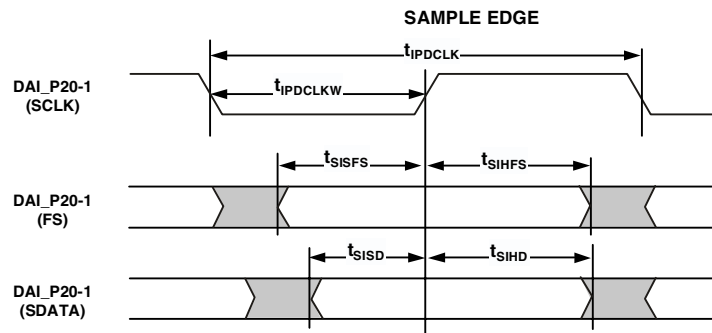 SAMPLE EDGE
tIPDCLK
DAI_P20-1
(SCLK)
tIPDCLKW
tSISFS
tSIHFS
DAI_P20-1
(FS)
tSISD
tSIHD
DAI_P20-1
(SDATA)